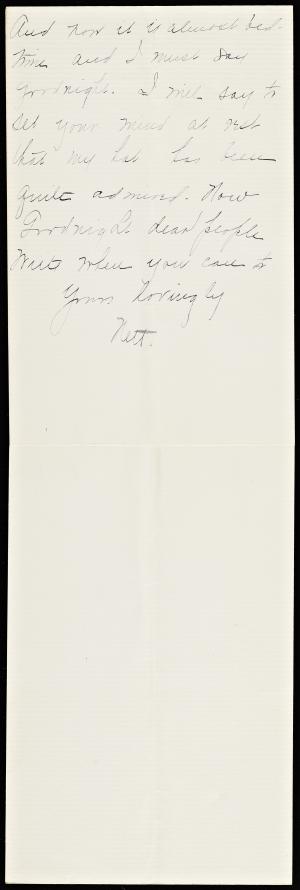 And now it is almost bed-
time and I must say
goodnight. I will say to
set your mind at rest
that my hat has been
quite admired. Now
Goodnight dear people
Write when you care to
Yours lovingly
Nett.